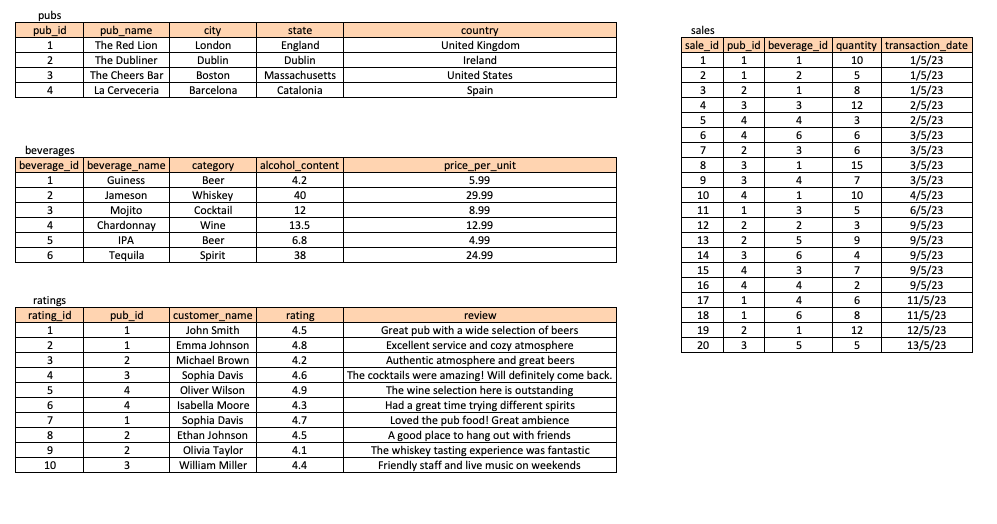 pubs
pub_id pub_name city state country
1 The Red Lion London England United Kingdom
2 The Dubliner Dublin Dublin Ireland
3 The Cheers Bar Boston Massachusetts United States
4 La Cerveceria Barcelona Catalonia Spain
beverages
beverage_id beverage_name category alcohol_content price_per_unit
1 Guiness Beer 4.2 5.99
2 Jameson Whiskey 40 29.99
3 Mojito Cocktail 12 8.99
4 Chardonnay Wine 13.5 12.99
5 IPA Beer 6.8 4.99
6 Tequila Spirit 38 24.99
ratings
rating_id pub_id customer_name rating review
1 1 John Smith 4.5 Great pub with a wide selection of beers
2 1 Emma Johnson 4.8 Excellent service and cozy atmosphere
3 2 Michael Brown 4.2 Authentic atmosphere and great beers
4 3 Sophia Davis 4.6 The cocktails were amazing! Will definitely come back.
5 4 Oliver Wilson 4.9 The wine selection here is outstanding
6 4 Isabella Moore 4.3 Had a great time trying different spirits
7 1 Sophia Davis 4.7 Loved the pub food! Great ambience
8 2 Ethan Johnson 4.5 A good place to hang out with friends
9 2 Olivia Taylor 4.1 The whiskey tasting experience was fantastic
10 3 William Miller 4.4 Friendly staff and live music on weekends
sales
sale_id pub_id beverage_id quantity transaction_date
1 1 1 10 1/5/23
2 1 2 5 1/5/23
3 2 1 8 1/5/23
4 3 3 12 2/5/23
5 4 4 3 2/5/23
6 4 6 6 3/5/23
7 2 3 6 3/5/23
8 3 1 15 3/5/23
9 3 4 7 3/5/23
10 4 1 10 4/5/23
11 1 3 5 6/5/23
12 2 2 3 9/5/23
13 2 5 9 9/5/23
14 3 6 4 9/5/23
15 4 3 7 9/5/23
16 4 4 2 9/5/23
17 1 4 6 11/5/23
18 1 6 8 11/5/23
19 2 1 12 12/5/23
20 3 5 5 13/5/23